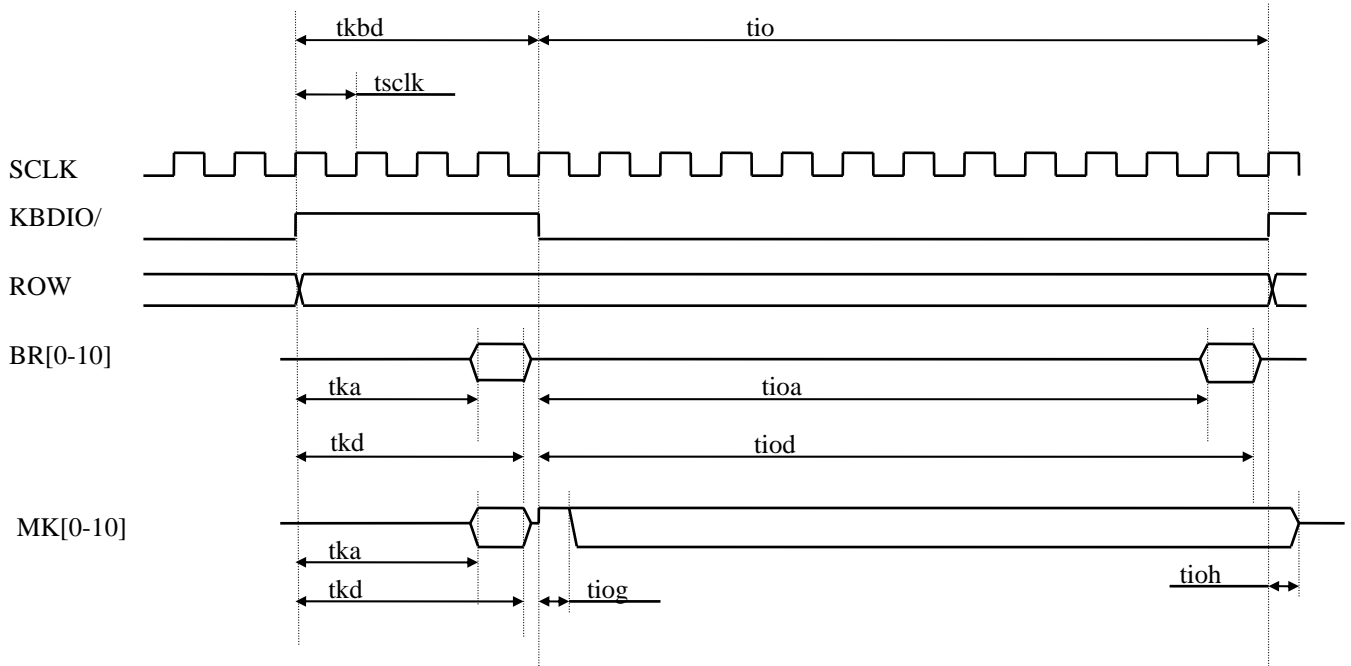 tkbd
tio
tsclk
SCLK
KBDIO/
ROW
BR[0-10]
tka
tioa
tkd
tiod
MK[0-10]
tka
tioh
tkd
tiog